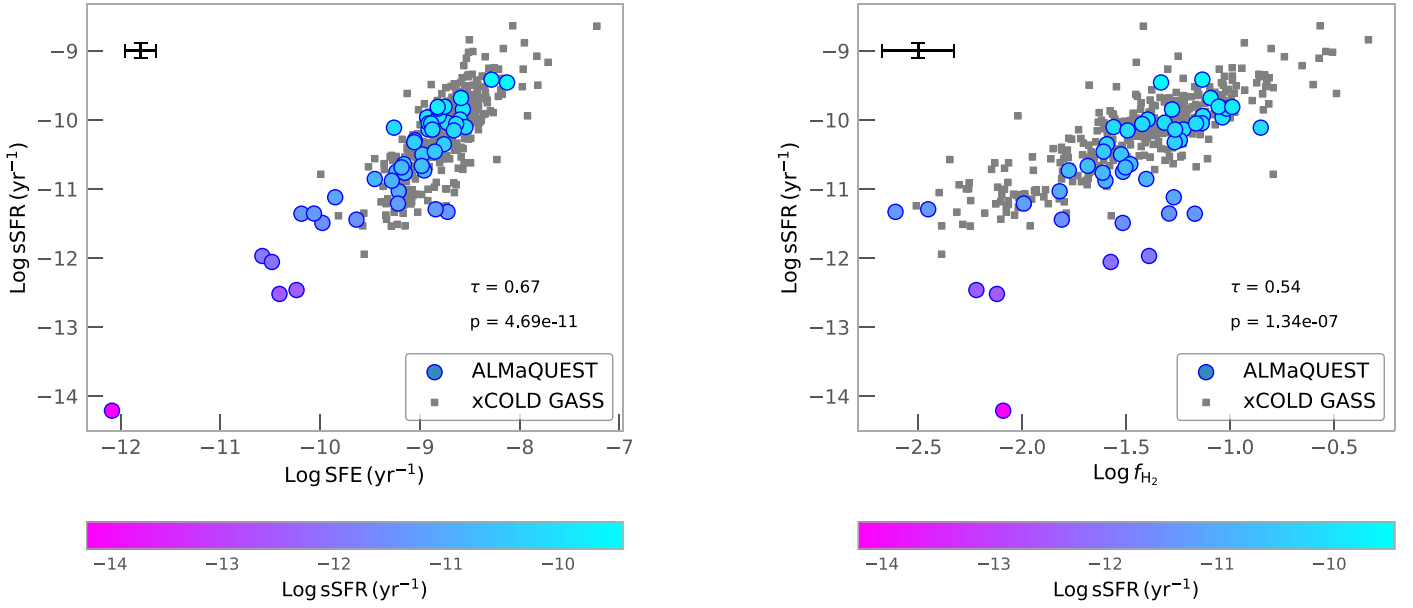 −9
−10
−11
−12
−13
−14
Log sSFR (yr⁻¹)
τ = 0.67
p = 4.69e-11
ALMaQUEST
xCOLD GASS
−12 −11 −10 −9 −8 −7
Log SFE (yr⁻¹)
−14 −13 −12 −11 −10
Log sSFR (yr⁻¹)
−9
−10
−11
−12
−13
−14
Log sSFR (yr⁻¹)
τ = 0.54
p = 1.34e-07
ALMaQUEST
xCOLD GASS
−2.5 −2.0 −1.5 −1.0 −0.5
Log f_H₂
−14 −13 −12 −11 −10
Log sSFR (yr⁻¹)